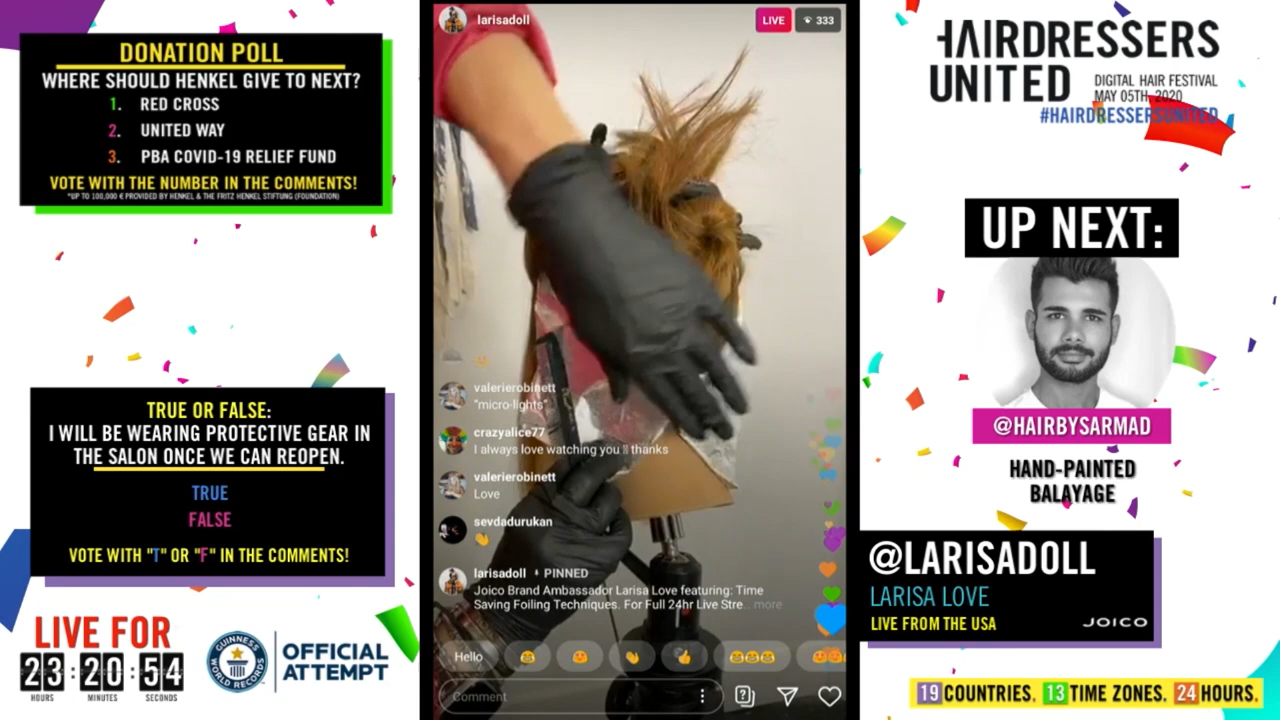 DONATION POLL
WHERE SHOULD HENKEL GIVE TO NEXT?
1. RED CROSS
2. UNITED WAY
3. PBA COVID-19 RELIEF FUND
VOTE WITH THE NUMBER IN THE COMMENTS!
*UP TO 100,000 € PROVIDED BY HENKEL & THE FRITZ HENKEL STIFTUNG (FOUNDATION)
TRUE OR FALSE:
I WILL BE WEARING PROTECTIVE GEAR IN
THE SALON ONCE WE CAN REOPEN.
TRUE
FALSE
VOTE WITH "T" OR "F" IN THE COMMENTS!
LIVE FOR
23:20:54
HOURS MINUTES SECONDS
GUINNESS WORLD RECORDS
OFFICIAL
ATTEMPT
larisadoll
LIVE 333
valerierobinett
"micro-lights"
crazyalice77
I always love watching you thanks
valerierobinett
Love
sevdadurukan
👏
larisadoll PINNED
Joico Brand Ambassador Larisa Love featuring: Time
Saving Foiling Techniques. For Full 24hr Live Stre... more
Hello
Comment
HAIRDRESSERS
UNITED
DIGITAL HAIR FESTIVAL
MAY 05TH, 2020
#HAIRDRESSERSUNITED
UP NEXT:
@HAIRBYSARMAD
HAND-PAINTED
BALAYAGE
@LARISADOLL
LARISA LOVE
LIVE FROM THE USA
JOICO
19 COUNTRIES. 13 TIME ZONES. 24 HOURS.